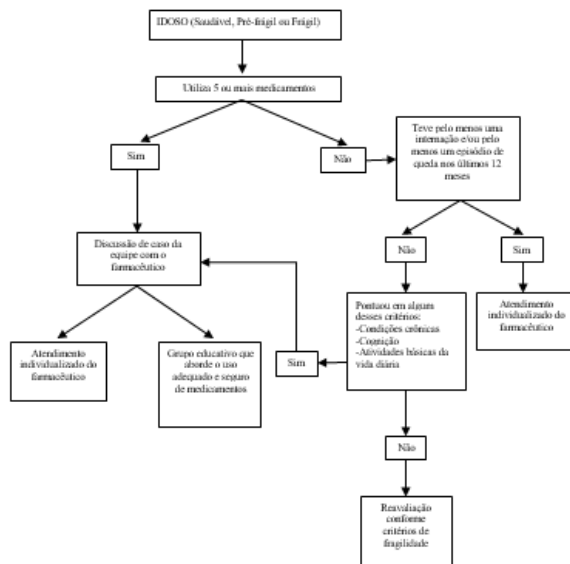 IDOSO (Saudável, Pré-frágil ou Frágil)
Utiliza 5 ou mais medicamentos
Sim
Não
Teve pelo menos uma
internação e/ou pelo
menos um episódio de
queda nos últimos 12
meses
Discussão de caso da
equipe com o
farmacêutico
Não
Sim
Atendimento
individualizado do
farmacêutico
Grupo educativo que
aborde o uso
adequado e seguro
de medicamentos
Sim
Pontuou em algum
desses critérios:
-Condições crônicas
-Cognição
-Atividades básicas da
vida diária
Atendimento
individualizado do
farmacêutico
Não
Reavaliação
conforme
critérios de
fragilidade